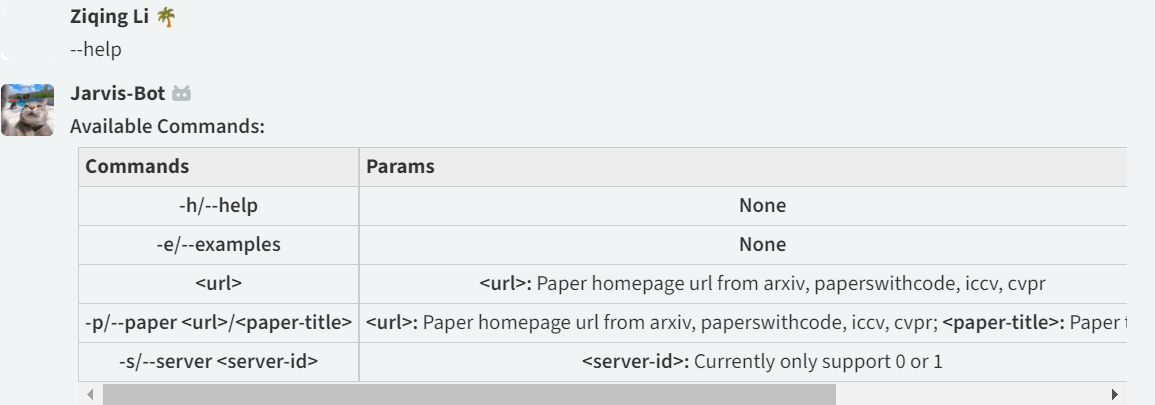 Ziqing Li
--help
Jarvis-Bot
Available Commands:
Commands Params
-h/--help None
-e/--examples None
<url> <url>: Paper homepage url from arxiv, paperswithcode, iccv, cvpr
-p/--paper <url>/<paper-title> <url>: Paper homepage url from arxiv, paperswithcode, iccv, cvpr; <paper-title>: Paper
-s/--server <server-id> <server-id>: Currently only support 0 or 1